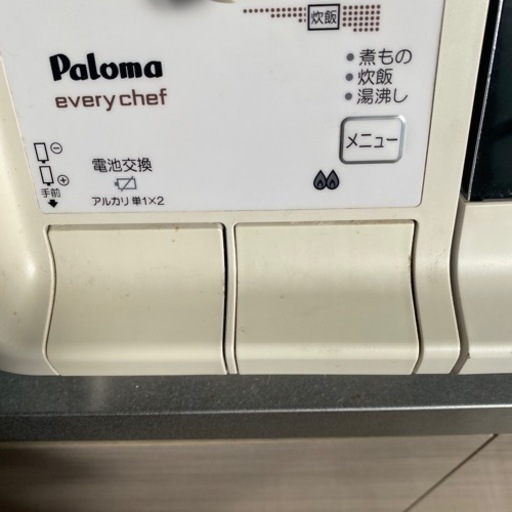 炊飯
Paloma
every chef
・煮もの
・炊飯
・湯沸し
メニュー
⊖
⊕
手前
電池交換
アルカリ 単1×2